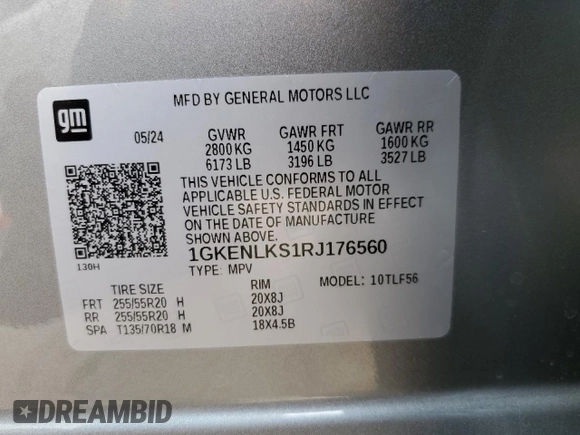 gm
MFD BY GENERAL MOTORS LLC
05/24 GVWR GAWR FRT GAWR RR
2800 KG 1450 KG 1600 KG
6173 LB 3196 LB 3527 LB
THIS VEHICLE CONFORMS TO ALL
APPLICABLE U.S. FEDERAL MOTOR
VEHICLE SAFETY STANDARDS IN EFFECT
ON THE DATE OF MANUFACTURE
SHOWN ABOVE.
1GKENLKS1RJ176560
130H TYPE: MPV MODEL: 10TLF56
TIRE SIZE RIM
FRT 255/55R20 H 20X8J
RR 255/55R20 H 20X8J
SPA T135/70R18 M 18X4.5B
DREAMBID